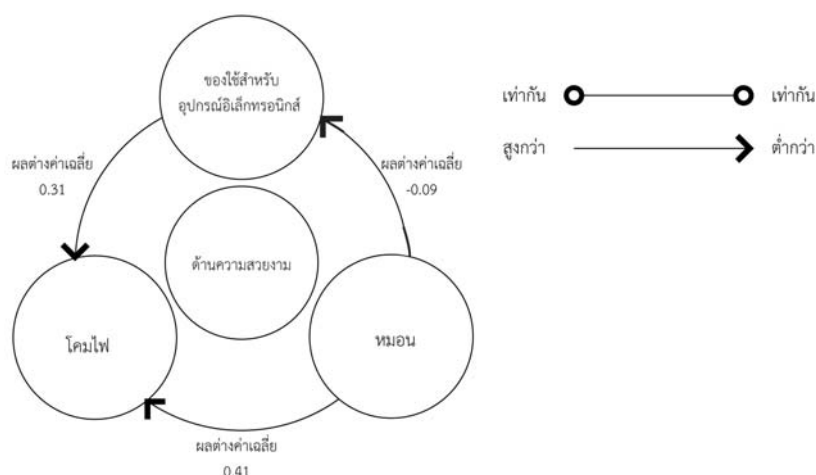 ของใช้สำหรับ
อุปกรณ์อิเล็กทรอนิกส์
เท่ากัน เท่ากัน
สูงกว่า ต่ำกว่า
ผลต่างค่าเฉลี่ย
0.31
ผลต่างค่าเฉลี่ย
-0.09
ด้านความสวยงาม
โคมไฟ
หมอน
ผลต่างค่าเฉลี่ย
0.41